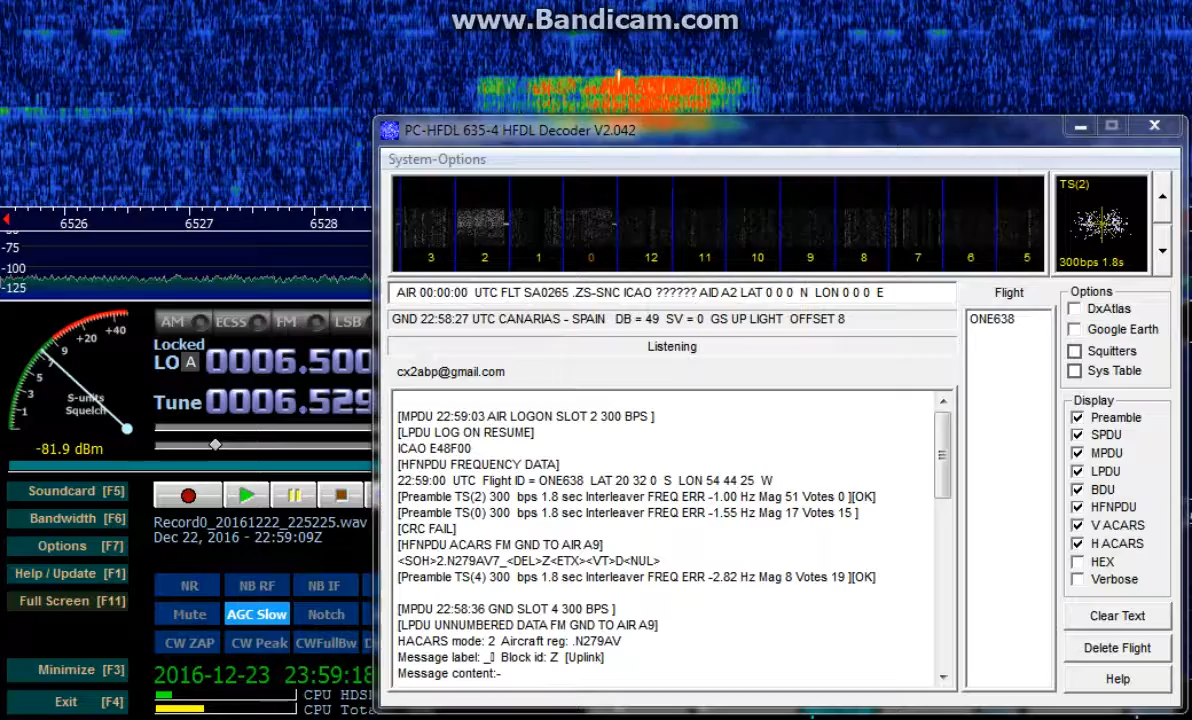 www.Bandicam.com
PC-HFDL 635-4 HFDL Decoder V2.042
System-Options
3 2 1 0 12 11 10 9 8 7 6 5
TS(2)
300bps 1.8s
6526 6527 6528
-75
-100
-125
AIR 00:00:00 UTC FLT SA0265 .ZS-SNC ICAO ?????? AID A2 LAT 0 0 0 N LON 0 0 0 E
GND 22:58:27 UTC CANARIAS - SPAIN DB = 49 SV = 0 GS UP LIGHT OFFSET 8
Listening
cx2abp@gmail.com
[MPDU 22:59:03 AIR LOGON SLOT 2 300 BPS ]
[LPDU LOG ON RESUME]
ICAO E48F00
[HFNPDU FREQUENCY DATA]
22:59:00 UTC Flight ID = ONE638 LAT 20 32 0 S LON 54 44 25 W
[Preamble TS(2) 300 bps 1.8 sec Interleaver FREQ ERR -1.00 Hz Mag 51 Votes 0 ][OK]
[Preamble TS(0) 300 bps 1.8 sec Interleaver FREQ ERR -1.55 Hz Mag 17 Votes 15 ]
[CRC FAIL]
[HFNPDU ACARS FM GND TO AIR A9]
<SOH>2.N279AV7_<DEL>Z<ETX><VT>D<NUL>
[Preamble TS(4) 300 bps 1.8 sec Interleaver FREQ ERR -2.82 Hz Mag 8 Votes 19 ][OK]
[MPDU 22:58:36 GND SLOT 4 300 BPS ]
[LPDU UNNUMBERED DATA FM GND TO AIR A9]
HACARS mode: 2 Aircraft reg: .N279AV
Message label: _▯ Block id: Z [Uplink]
Message content:-
Flight
ONE638
Options
DxAtlas
Google Earth
Squitters
Sys Table
Display
Preamble
SPDU
MPDU
LPDU
BDU
HFNPDU
V ACARS
H ACARS
HEX
Verbose
Clear Text
Delete Flight
Help
1 3 5 7 9 +20 +40
S-units
Squelch
-81.9 dBm
AM ECSS FM LSB
Locked
LO A 0006.500
Tune 0006.529
Soundcard [F5]
Bandwidth [F6]
Options [F7]
Help / Update [F1]
Full Screen [F11]
Minimize [F3]
Exit [F4]
Record0_20161222_225225.wav
Dec 22, 2016 - 22:59:09Z
NR NB RF NB IF
Mute AGC Slow Notch
CW ZAP CW Peak CWFullBw
2016-12-23 23:59:18
CPU HDS
CPU Tota